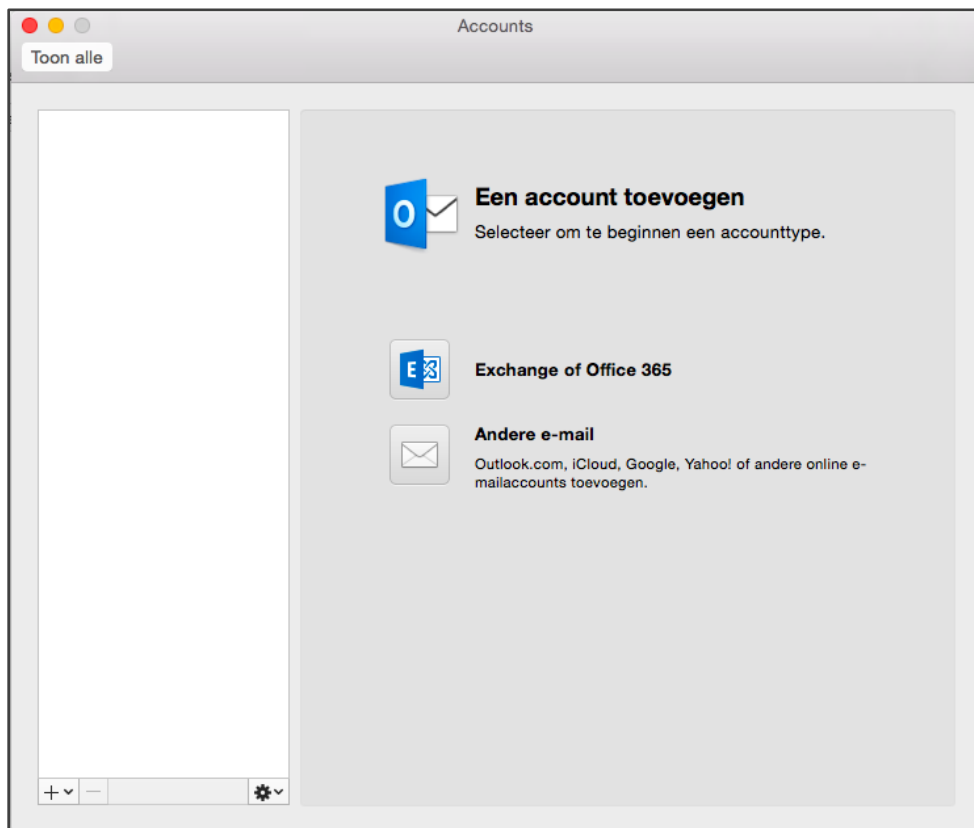 Accounts
Toon alle
Een account toevoegen
Selecteer om te beginnen een accounttype.
Exchange of Office 365
Andere e-mail
Outlook.com, iCloud, Google, Yahoo! of andere online e-
mailaccounts toevoegen.